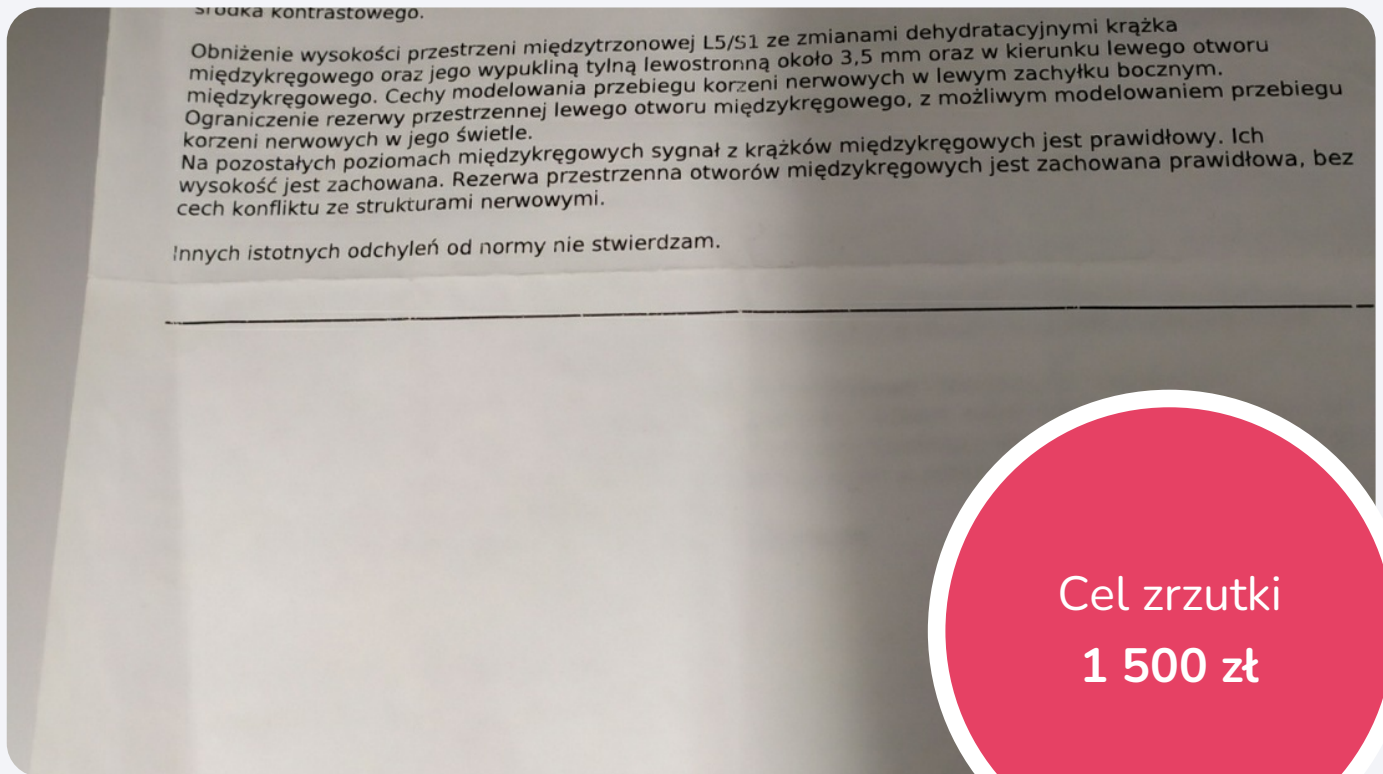 środka kontrastowego.
Obniżenie wysokości przestrzeni międzytrzonowej L5/S1 ze zmianami dehydratacyjnymi krążka
międzykręgowego oraz jego wypukliną tylną lewostronną około 3,5 mm oraz w kierunku lewego otworu
międzykręgowego. Cechy modelowania przebiegu korzeni nerwowych w lewym zachyłku bocznym.
Ograniczenie rezerwy przestrzennej lewego otworu międzykręgowego, z możliwym modelowaniem przebiegu
korzeni nerwowych w jego świetle.
Na pozostałych poziomach międzykręgowych sygnał z krążków międzykręgowych jest prawidłowy. Ich
wysokość jest zachowana. Rezerwa przestrzenna otworów międzykręgowych jest zachowana prawidłowa, bez
cech konfliktu ze strukturami nerwowymi.
Innych istotnych odchyleń od normy nie stwierdzam.
Cel zrzutki
1 500 zł